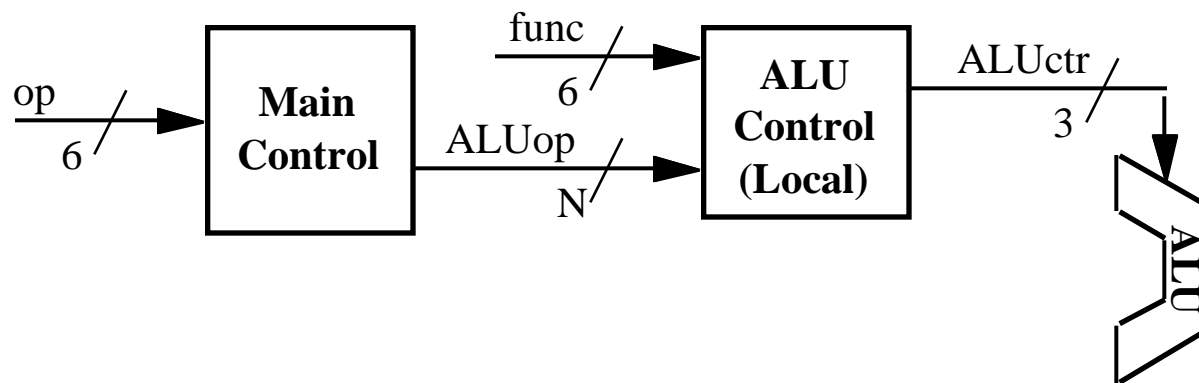 op
6
Main
Control
func
6
ALUop
N
ALU
Control
(Local)
ALUctr
3
ALU